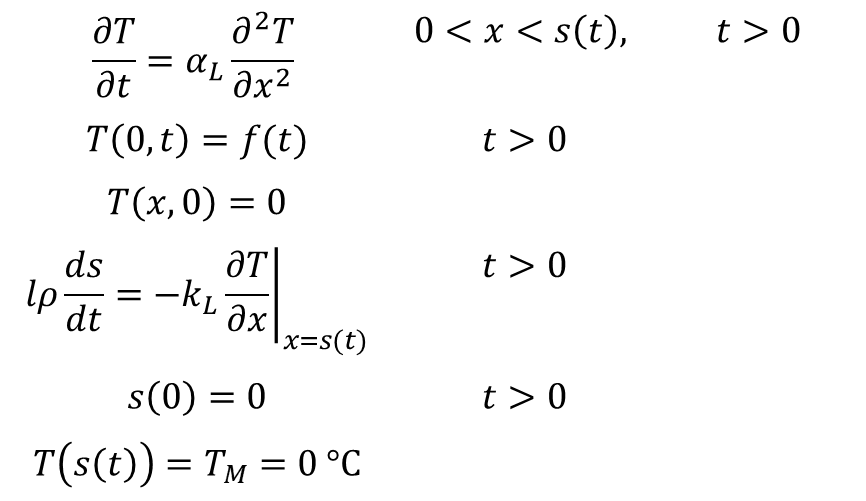 ∂T/∂t = α_L ∂²T/∂x² 0 < x < s(t), t > 0
T(0, t) = f(t) t > 0
T(x, 0) = 0
lρ ds/dt = −k_L ∂T/∂x|_{x=s(t)} t > 0
s(0) = 0 t > 0
T(s(t)) = T_M = 0 °C